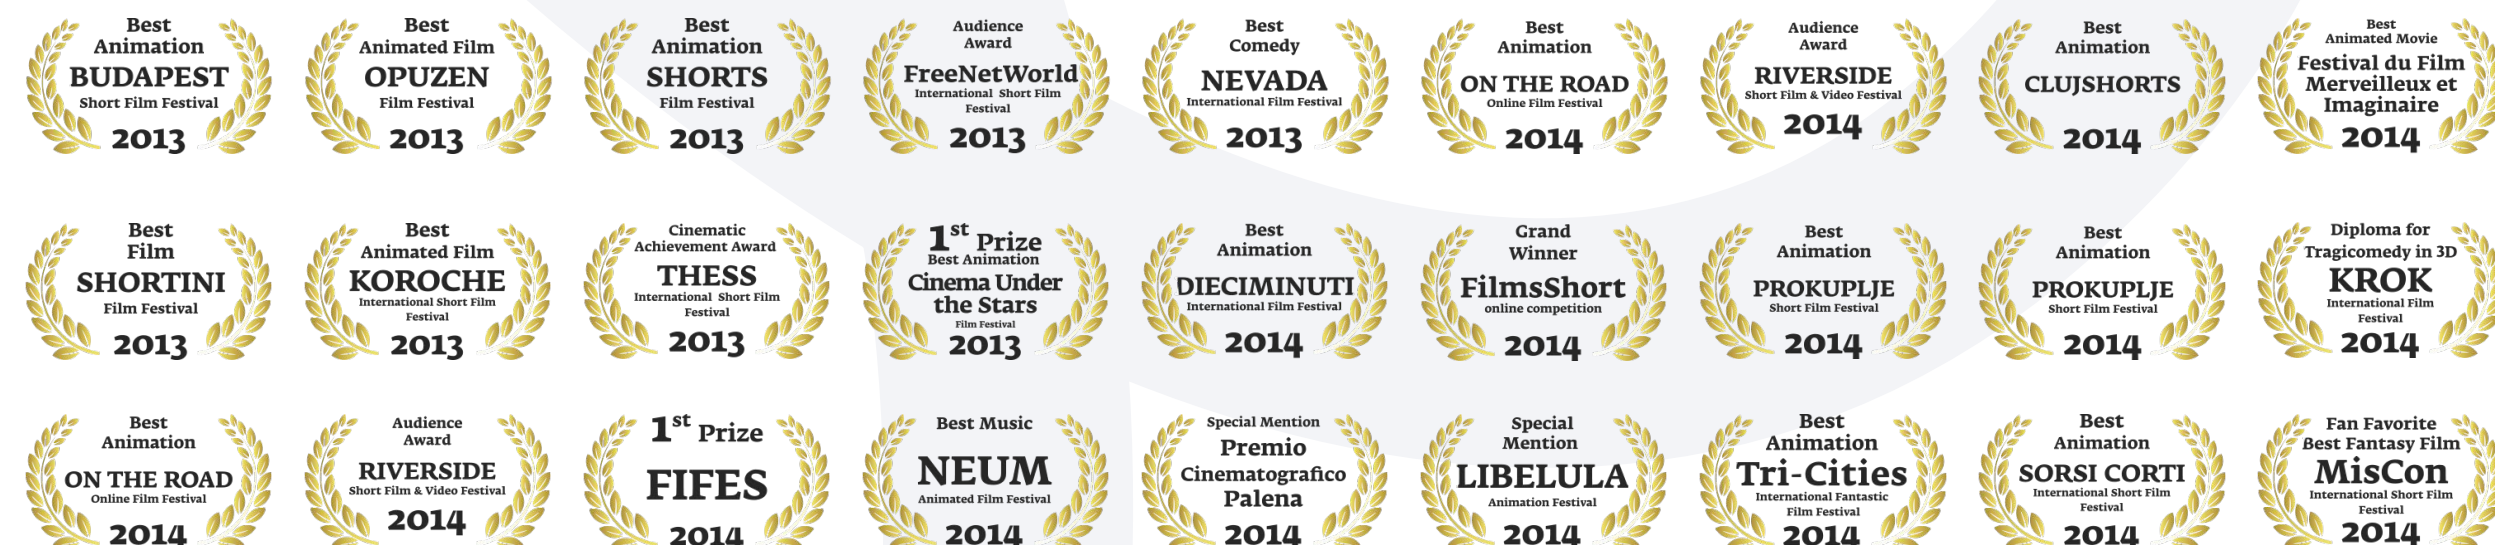 Best
Animation
BUDAPEST
Short Film Festival
2013
Best
Animated Film
OPUZEN
Film Festival
2013
Best
Animation
SHORTS
Film Festival
2013
Audience
Award
FreeNetWorld
International Short Film
Festival
2013
Best
Comedy
NEVADA
International Film Festival
2013
Best
Animation
ON THE ROAD
Online Film Festival
2014
Audience
Award
RIVERSIDE
Short Film & Video Festival
2014
Best
Animation
CLUJSHORTS
2014
Best
Animated Movie
Festival du Film
Merveilleux et
Imaginaire
2014
Best
Film
SHORTINI
Film Festival
2013
Best
Animated Film
KOROCHE
International Short Film
Festival
2013
Cinematic
Achievement Award
THESS
International Short Film
Festival
2013
1st Prize
Best Animation
Cinema Under
the Stars
Film Festival
2013
Best
Animation
DIECIMINUTI
International Film Festival
2014
Grand
Winner
FilmsShort
online competition
2014
Best
Animation
PROKUPLJE
Short Film Festival
2014
Best
Animation
PROKUPLJE
Short Film Festival
2014
Diploma for
Tragicomedy in 3D
KROK
International Film
Festival
2014
Best
Animation
ON THE ROAD
Online Film Festival
2014
Audience
Award
RIVERSIDE
Short Film & Video Festival
2014
1st Prize
FIFES
2014
Best Music
NEUM
Animated Film Festival
2014
Special Mention
Premio
Cinematografico
Palena
2014
Special
Mention
LIBELULA
Animation Festival
2014
Best
Animation
Tri-Cities
International Fantastic
Film Festival
2014
Best
Animation
SORSI CORTI
International Short Film
Festival
2014
Fan Favorite
Best Fantasy Film
MisCon
International Short Film
Festival
2014